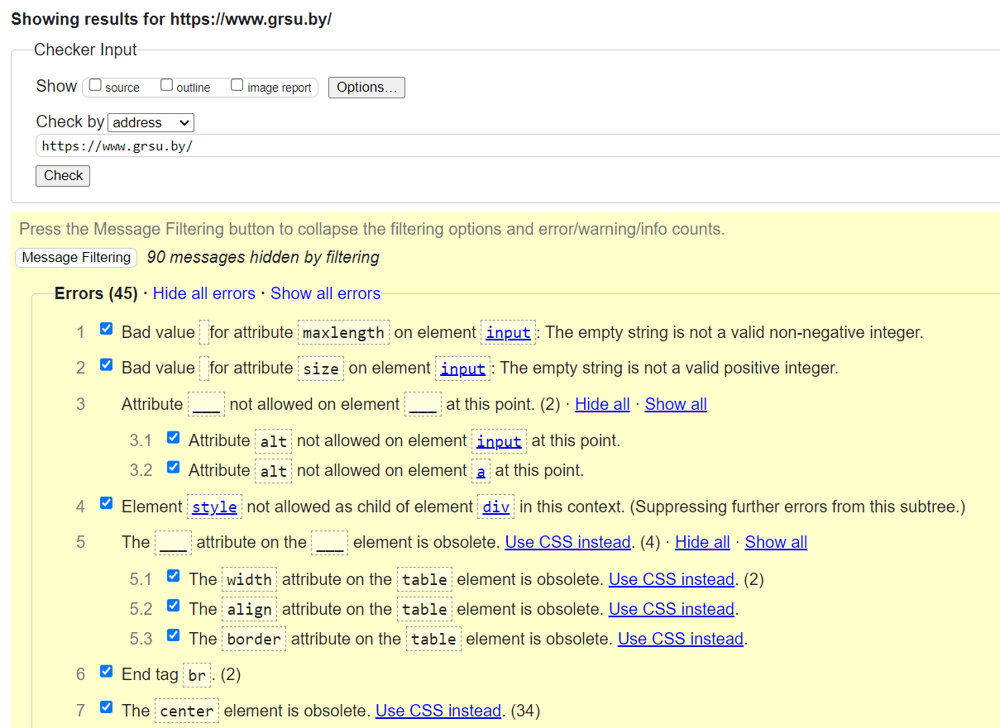 Showing results for https://www.grsu.by/
Checker Input
Show source outline image report Options…
Check by address
https://www.grsu.by/
Check
Press the Message Filtering button to collapse the filtering options and error/warning/info counts.
Message Filtering 90 messages hidden by filtering
Errors (45) · Hide all errors · Show all errors
1 Bad value for attribute maxlength on element input: The empty string is not a valid non-negative integer.
2 Bad value for attribute size on element input: The empty string is not a valid positive integer.
3 Attribute ___ not allowed on element ___ at this point. (2) · Hide all · Show all
3.1 Attribute alt not allowed on element input at this point.
3.2 Attribute alt not allowed on element a at this point.
4 Element style not allowed as child of element div in this context. (Suppressing further errors from this subtree.)
5 The ___ attribute on the ___ element is obsolete. Use CSS instead. (4) · Hide all · Show all
5.1 The width attribute on the table element is obsolete. Use CSS instead. (2)
5.2 The align attribute on the table element is obsolete. Use CSS instead.
5.3 The border attribute on the table element is obsolete. Use CSS instead.
6 End tag br. (2)
7 The center element is obsolete. Use CSS instead. (34)